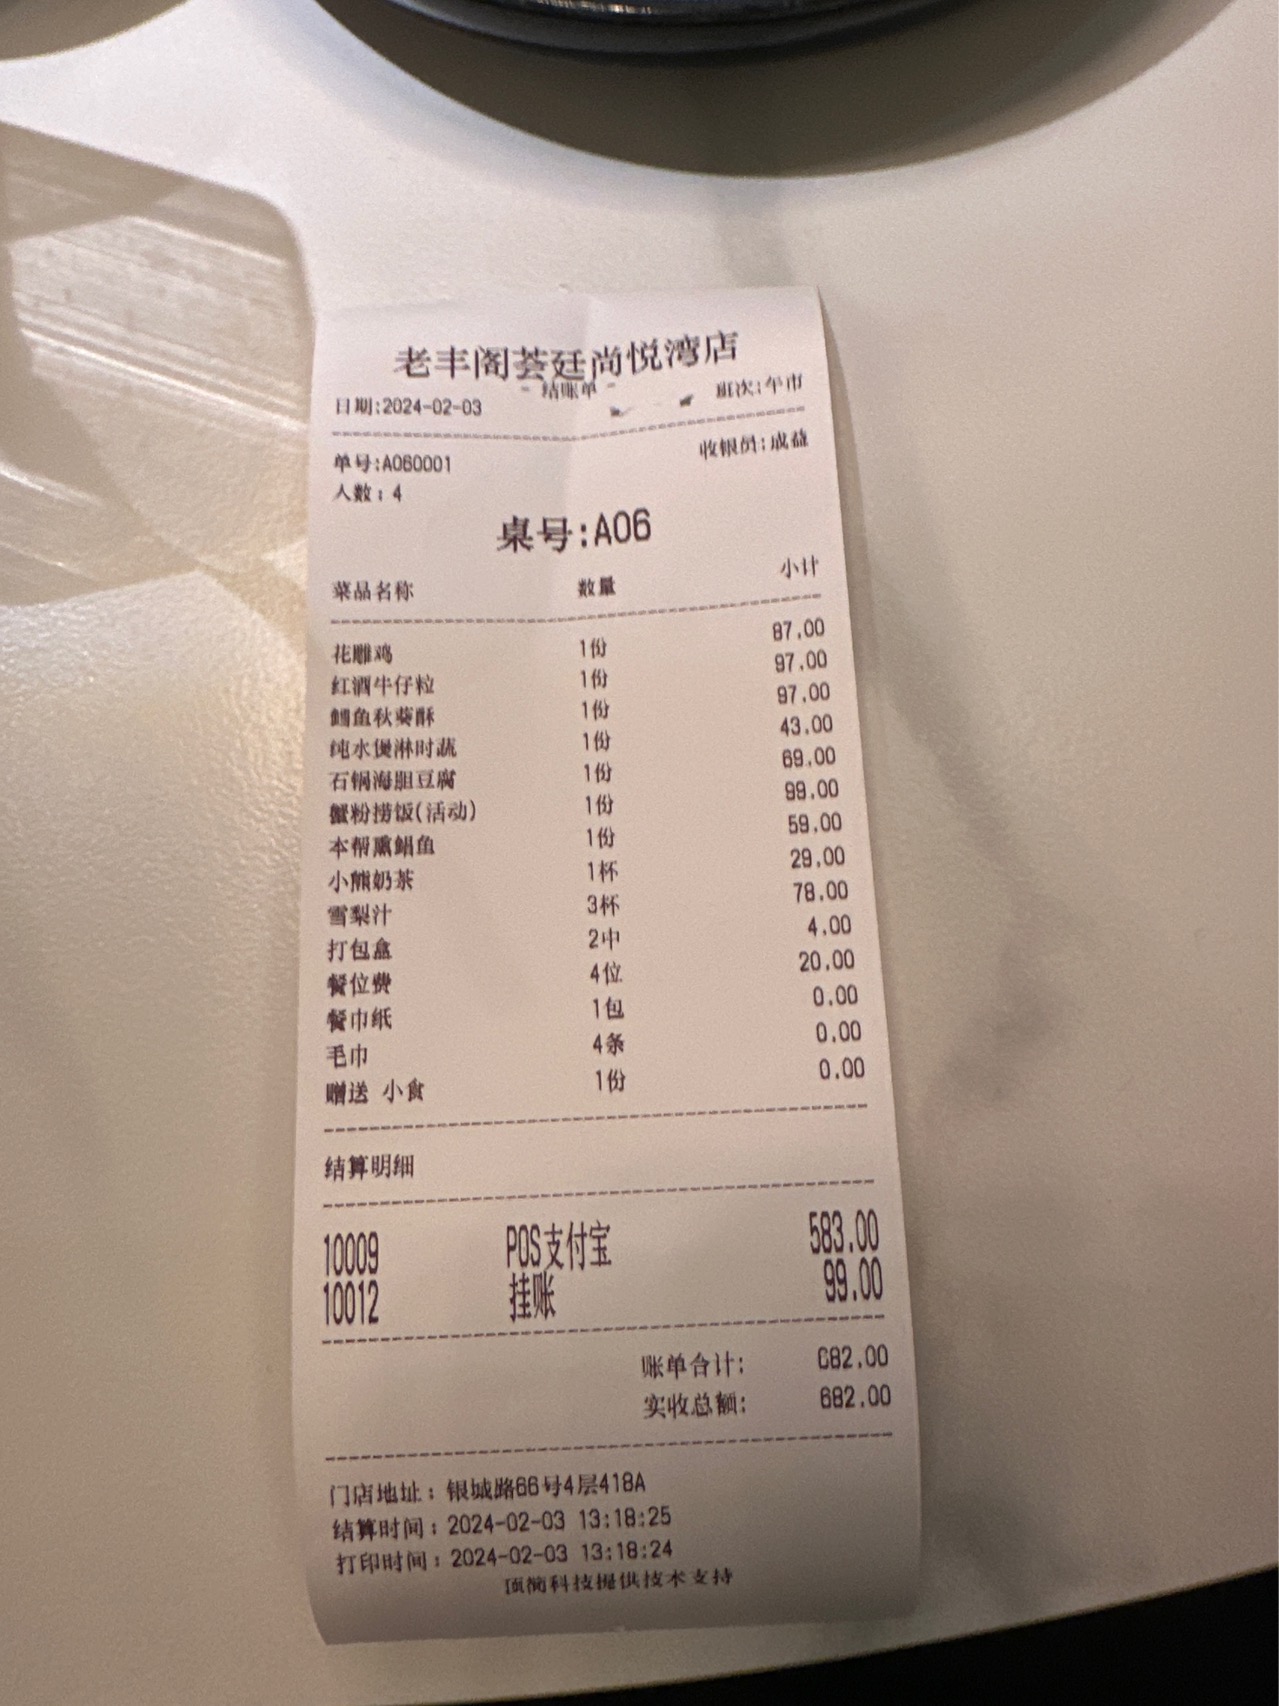 老丰阁荟廷尚悦湾店
- 结账单 -
日期:2024-02-03 班次:午市
单号:A060001 收银员:成益
人数:4
桌号:A06
菜品名称 数量 小计
花雕鸡 1份 87.00
红酒牛仔粒 1份 97.00
鳕鱼秋葵酥 1份 97.00
纯水煲淋时蔬 1份 43.00
石锅海胆豆腐 1份 69.00
蟹粉捞饭(活动) 1份 99.00
本帮熏鲳鱼 1份 59.00
小熊奶茶 1杯 29.00
雪梨汁 3杯 78.00
打包盒 2中 4.00
餐位费 4位 20.00
餐巾纸 1包 0.00
毛巾 4条 0.00
赠送 小食 1份 0.00
结算明细
10009 POS支付宝 583.00
10012 挂账 99.00
账单合计: 682.00
实收总额: 682.00
门店地址:银城路66号4层418A
结算时间:2024-02-03 13:18:25
打印时间:2024-02-03 13:18:24
顶简科技提供技术支持